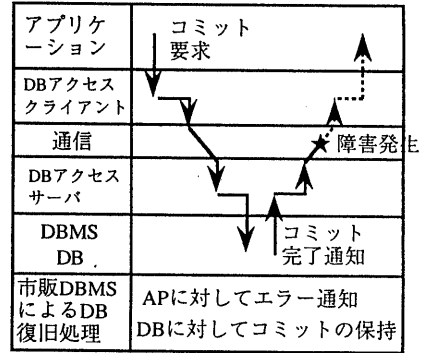 アプリケ
ーション
コミット
要求
DBアクセス
クライアント
通信
障害発生
DBアクセス
サーバ
DBMS
DB
コミット
完了通知
市販DBMS
によるDB
復旧処理
APに対してエラー通知
DBに対してコミットの保持